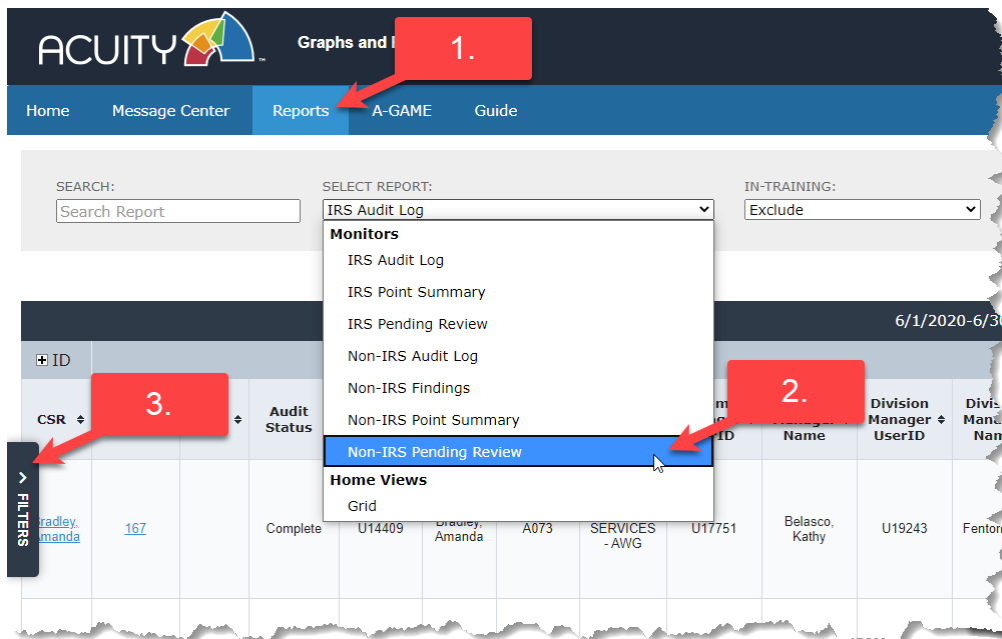 ACUITY
Graphs and
1.
Home Message Center Reports A-GAME Guide
SEARCH: SELECT REPORT: IN-TRAINING:
Search Report IRS Audit Log Exclude
Monitors
IRS Audit Log
IRS Point Summary
IRS Pending Review
Non-IRS Audit Log
Non-IRS Findings
Non-IRS Point Summary
Non-IRS Pending Review
Home Views
Grid
6/1/2020-6/30
ID
3.
2.
CSR
Audit
Status
Name
Division
Manager
UserID
FILTERS
Bradley,
Amanda
167
Complete
U14409
Bradley,
Amanda
A073
SERVICES
- AWG
U17751
Belasco,
Kathy
U19243